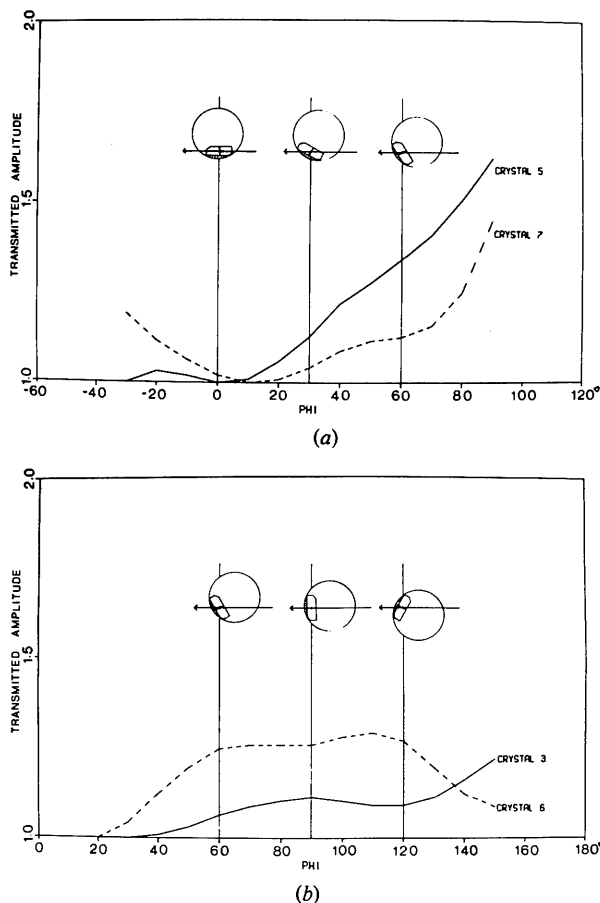 2.0
1.5
1.0
TRANSMITTED AMPLITUDE
CRYSTAL 5
CRYSTAL 7
-60 -40 -20 0 20 40 60 80 100 120°
PHI
(a)
2.0
1.5
1.0
TRANSMITTED AMPLITUDE
CRYSTAL 3
CRYSTAL 6
0 20 40 60 80 100 120 140 160 180°
PHI
(b)